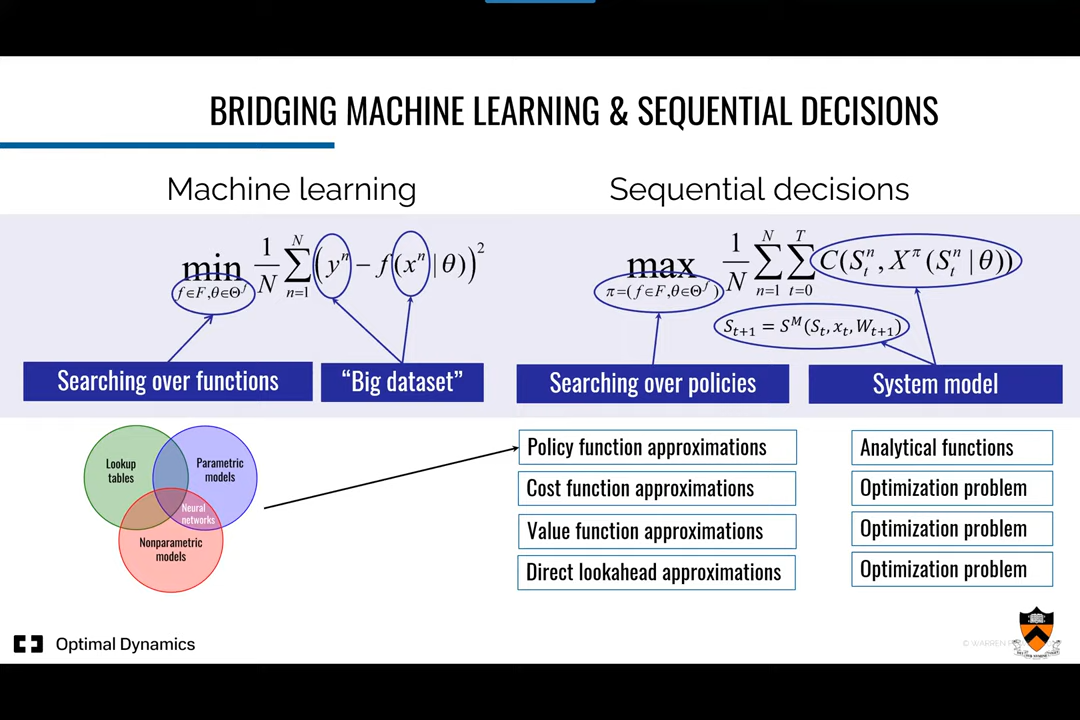 BRIDGING MACHINE LEARNING & SEQUENTIAL DECISIONS
Machine learning
min f∈F,θ∈Θ^f 1/N ∑_{n=1}^{N} (y^n − f(x^n | θ))^2
Searching over functions
“Big dataset”
Lookup
tables
Parametric
models
Neural
networks
Nonparametric
models
Sequential decisions
max π=(f∈F,θ∈Θ^f) 1/N ∑_{n=1}^{N} ∑_{t=0}^{T} C(S_t^n, X^π(S_t^n | θ))
S_{t+1} = S^M(S_t, x_t, W_{t+1})
Searching over policies
System model
Policy function approximations
Analytical functions
Cost function approximations
Optimization problem
Value function approximations
Optimization problem
Direct lookahead approximations
Optimization problem
Optimal Dynamics
© WARREN